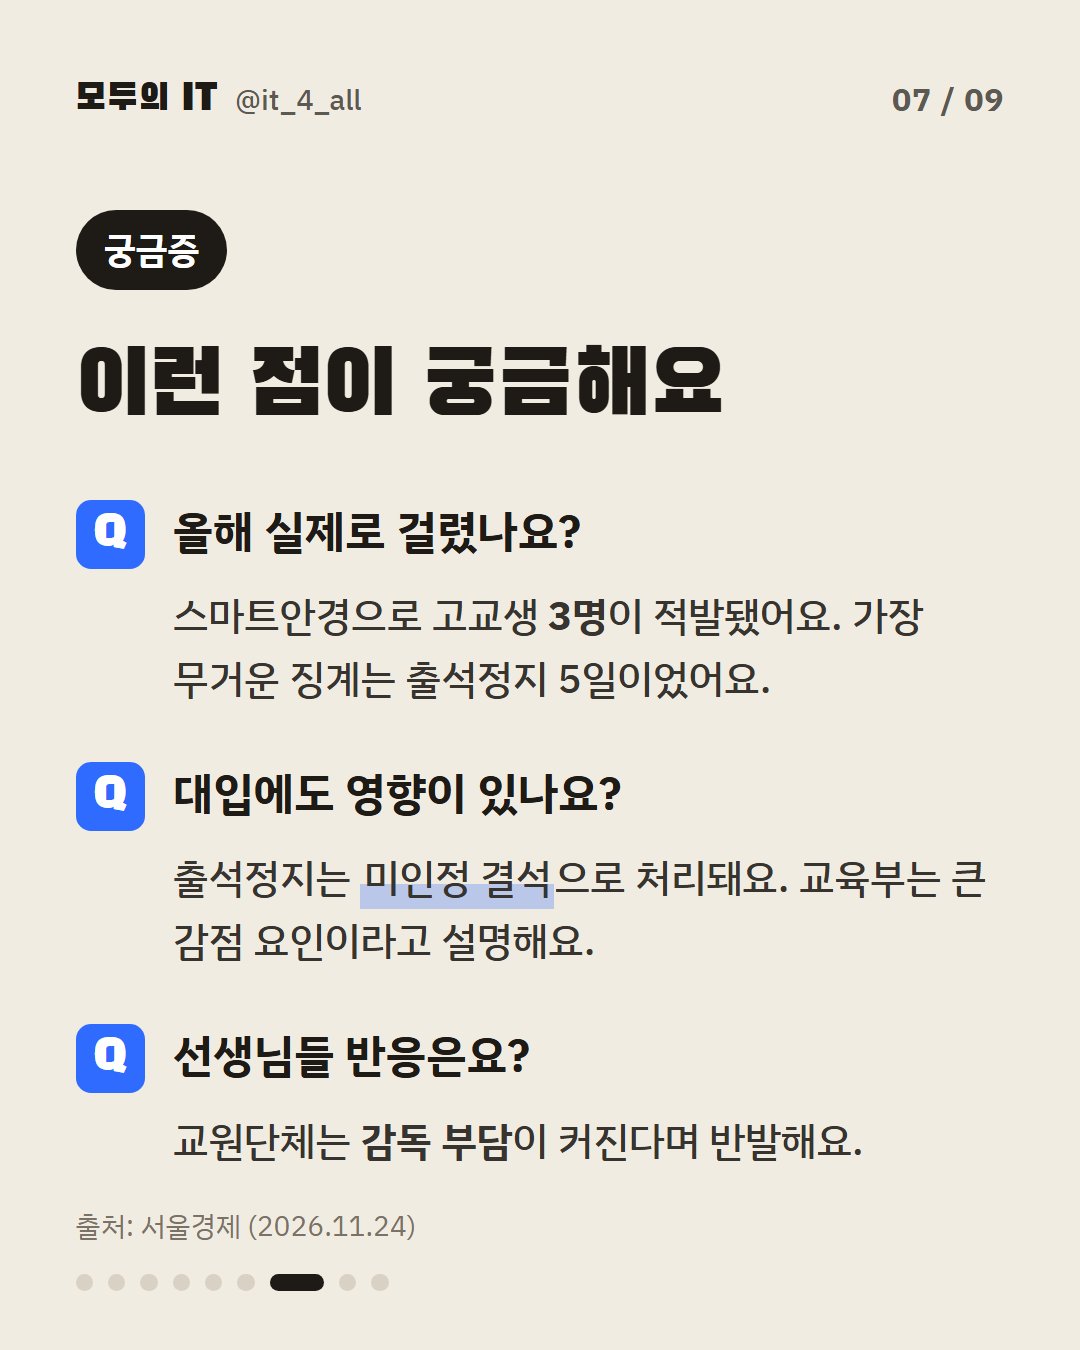 모두의 IT @it_4_all
07 / 09
궁금증
이런 점이 궁금해요
Q 올해 실제로 걸렸나요?
스마트안경으로 고교생 3명이 적발됐어요. 가장
무거운 징계는 출석정지 5일이었어요.
Q 대입에도 영향이 있나요?
출석정지는 미인정 결석으로 처리돼요. 교육부는 큰
감점 요인이라고 설명해요.
Q 선생님들 반응은요?
교원단체는 감독 부담이 커진다며 반발해요.
출처: 서울경제 (2026.11.24)